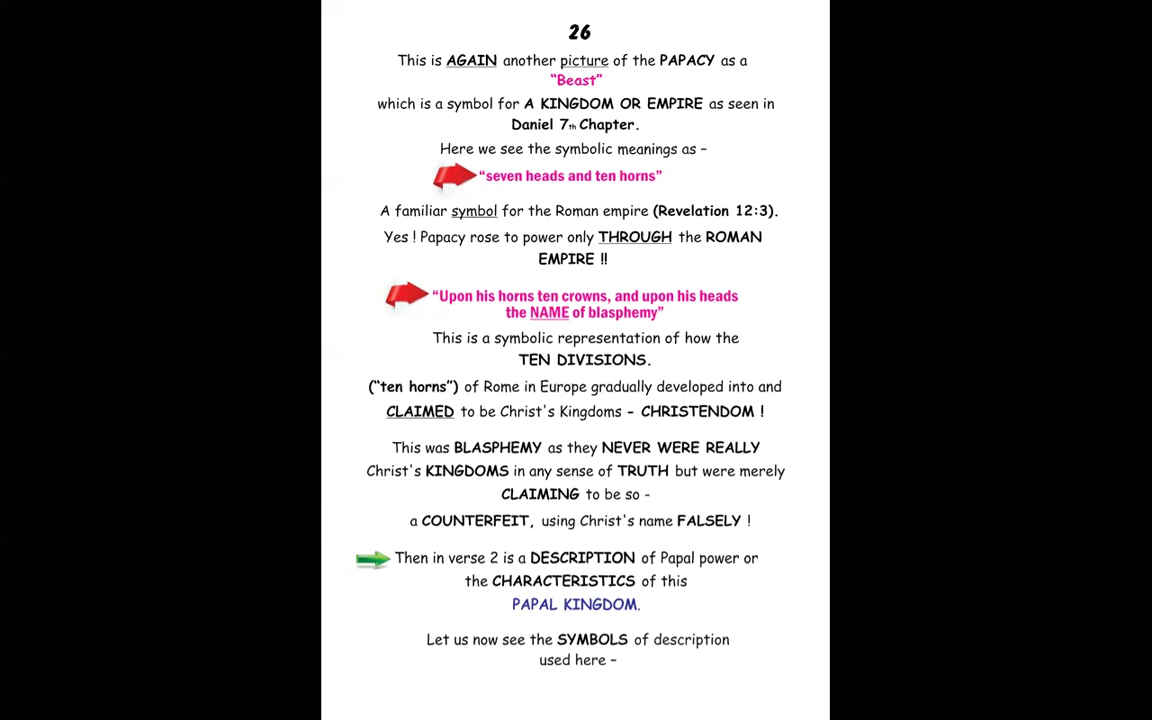 26
This is AGAIN another picture of the PAPACY as a
“Beast”
which is a symbol for A KINGDOM OR EMPIRE as seen in
Daniel 7th Chapter.
Here we see the symbolic meanings as –
“seven heads and ten horns”
A familiar symbol for the Roman empire (Revelation 12:3).
Yes ! Papacy rose to power only THROUGH the ROMAN
EMPIRE !!
“Upon his horns ten crowns, and upon his heads
the NAME of blasphemy”
This is a symbolic representation of how the
TEN DIVISIONS.
(“ten horns”) of Rome in Europe gradually developed into and
CLAIMED to be Christ's Kingdoms – CHRISTENDOM !
This was BLASPHEMY as they NEVER WERE REALLY
Christ's KINGDOMS in any sense of TRUTH but were merely
CLAIMING to be so -
a COUNTERFEIT, using Christ's name FALSELY !
Then in verse 2 is a DESCRIPTION of Papal power or
the CHARACTERISTICS of this
PAPAL KINGDOM.
Let us now see the SYMBOLS of description
used here –